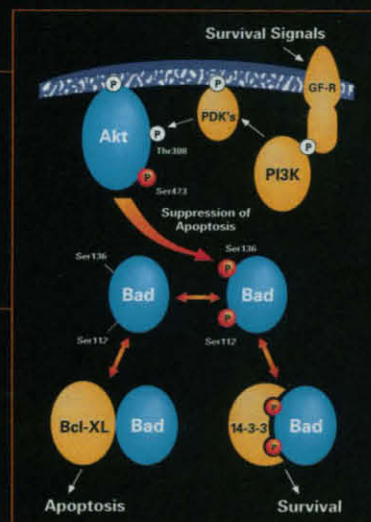 Survival Signals
P
P
GF-R
Akt
P
PDK's
Thr308
P
P
PI3K
Ser473
Suppression of
Apoptosis
Ser136
Ser136
P
Bad
Bad
P
Ser112
Ser112
Bcl-XL
Bad
14-3-3
P
Bad
P
Apoptosis
Survival